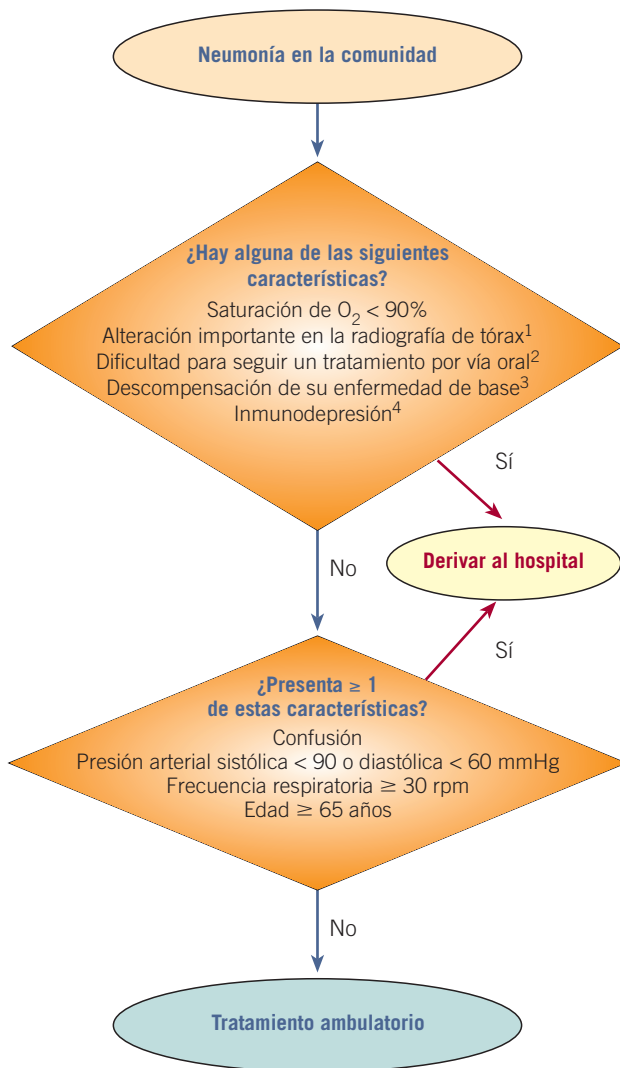 Neumonía en la comunidad
¿Hay alguna de las siguientes
características?
Saturación de O₂ < 90%
Alteración importante en la radiografía de tórax¹
Dificultad para seguir un tratamiento por vía oral²
Descompensación de su enfermedad de base³
Inmunodepresión⁴
Sí
Derivar al hospital
No
Sí
¿Presenta ≥ 1
de estas características?
Confusión
Presión arterial sistólica < 90 o diastólica < 60 mmHg
Frecuencia respiratoria ≥ 30 rpm
Edad ≥ 65 años
No
Tratamiento ambulatorio